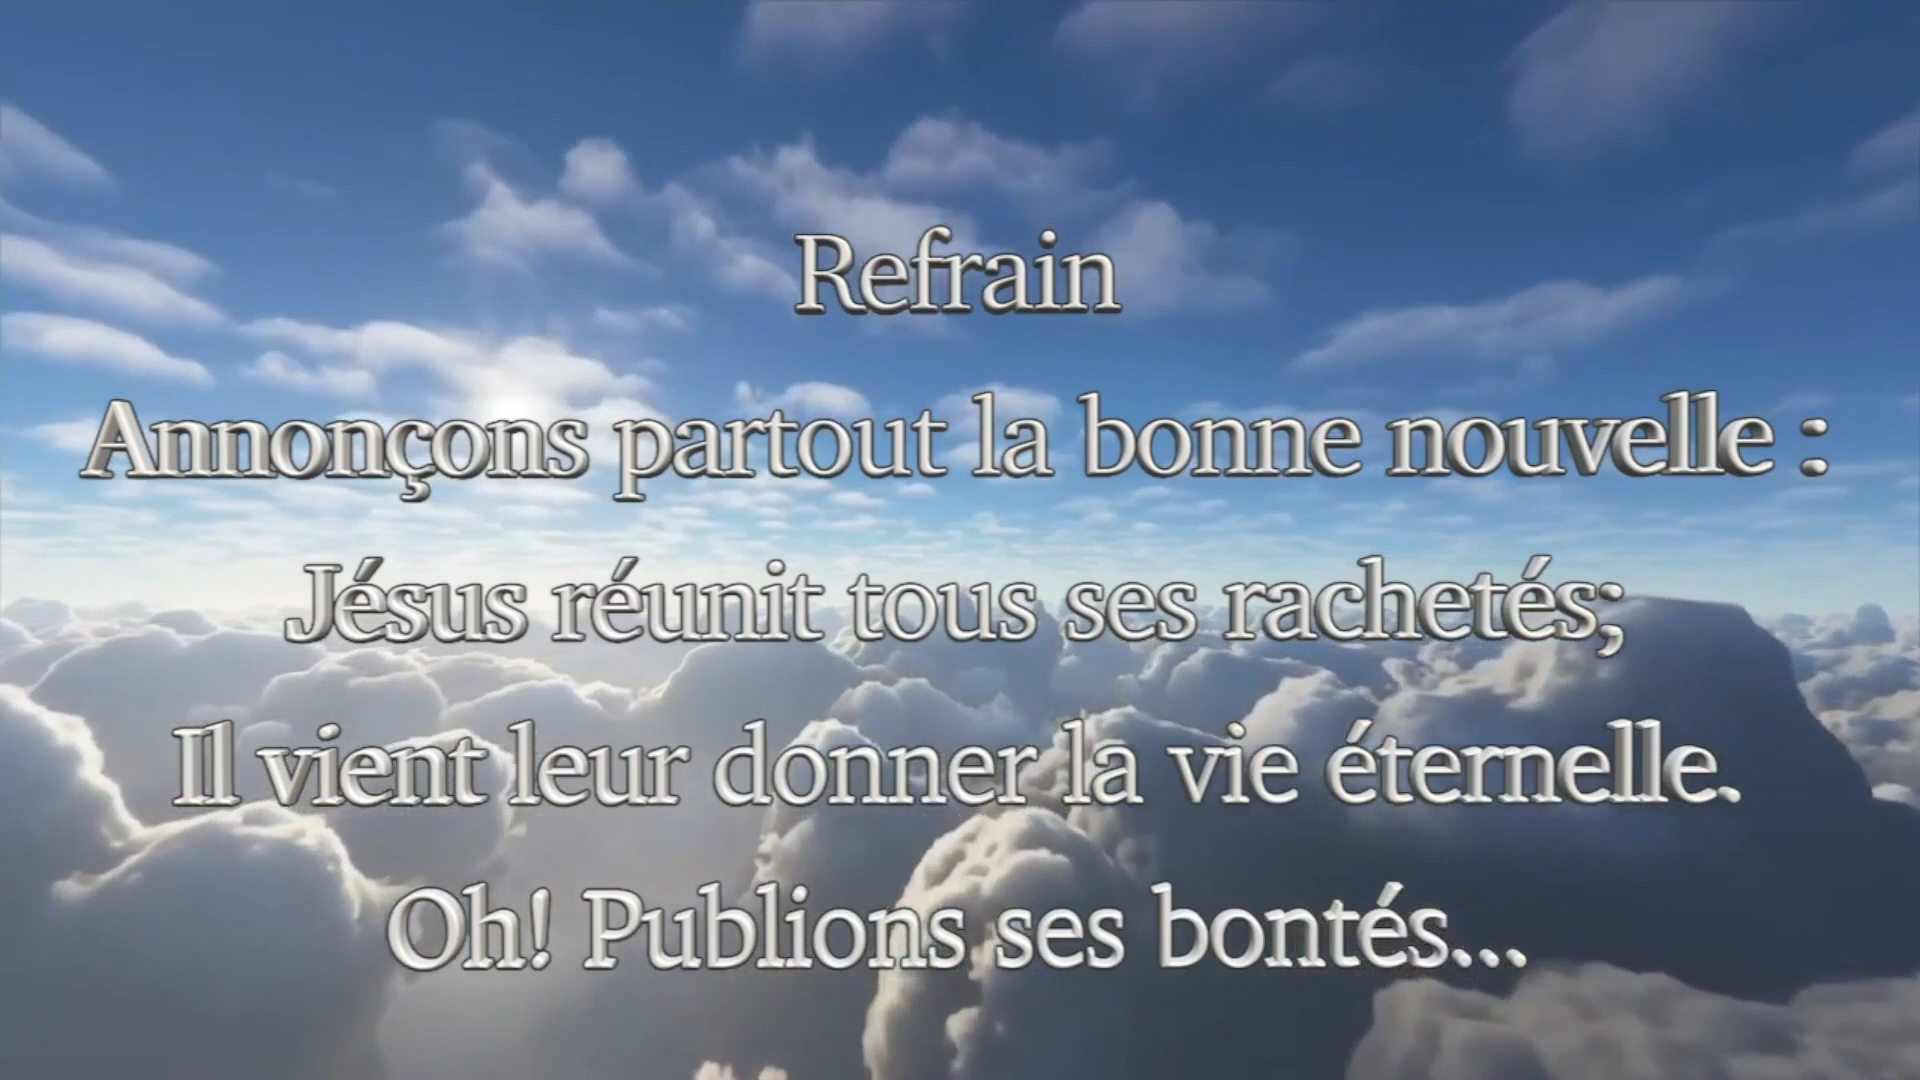 Refrain
Annonçons partout la bonne nouvelle :
Jésus réunit tous ses rachetés;
Il vient leur donner la vie éternelle.
Oh! Publions ses bontés...